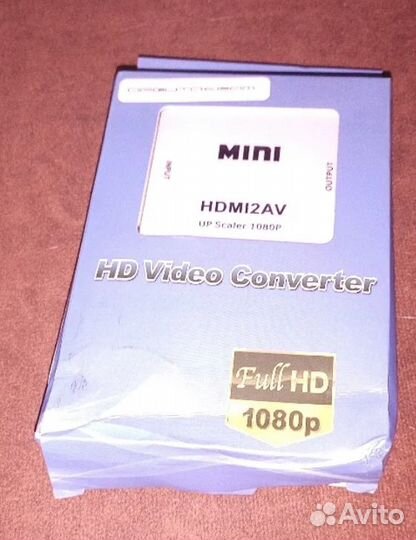 MINI
INPUT
OUTPUT
HDMI2AV
UP Scaler 1080P
HD Video Converter
Full HD
1080p
Avito